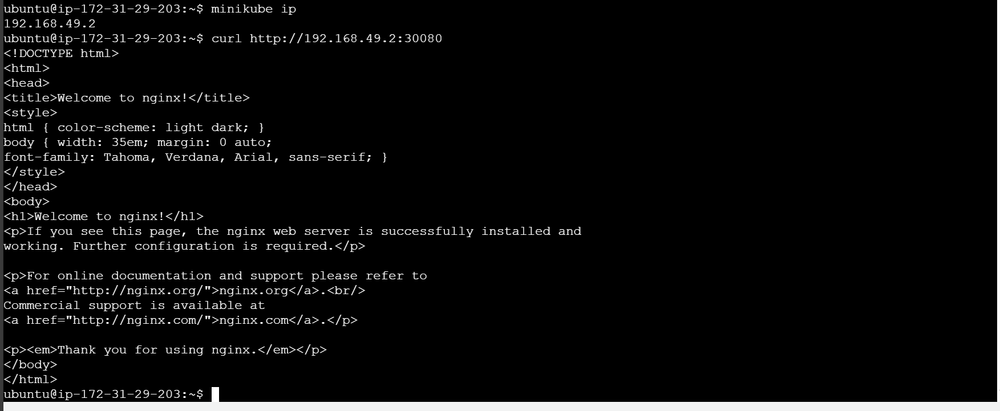 ubuntu@ip-172-31-29-203:~$ minikube ip
192.168.49.2
ubuntu@ip-172-31-29-203:~$ curl http://192.168.49.2:30080
<!DOCTYPE html>
<html>
<head>
<title>Welcome to nginx!</title>
<style>
html { color-scheme: light dark; }
body { width: 35em; margin: 0 auto;
font-family: Tahoma, Verdana, Arial, sans-serif; }
</style>
</head>
<body>
<h1>Welcome to nginx!</h1>
<p>If you see this page, the nginx web server is successfully installed and
working. Further configuration is required.</p>

<p>For online documentation and support please refer to
<a href="http://nginx.org/">nginx.org</a>.<br/>
Commercial support is available at
<a href="http://nginx.com/">nginx.com</a>.</p>

<p><em>Thank you for using nginx.</em></p>
</body>
</html>
ubuntu@ip-172-31-29-203:~$